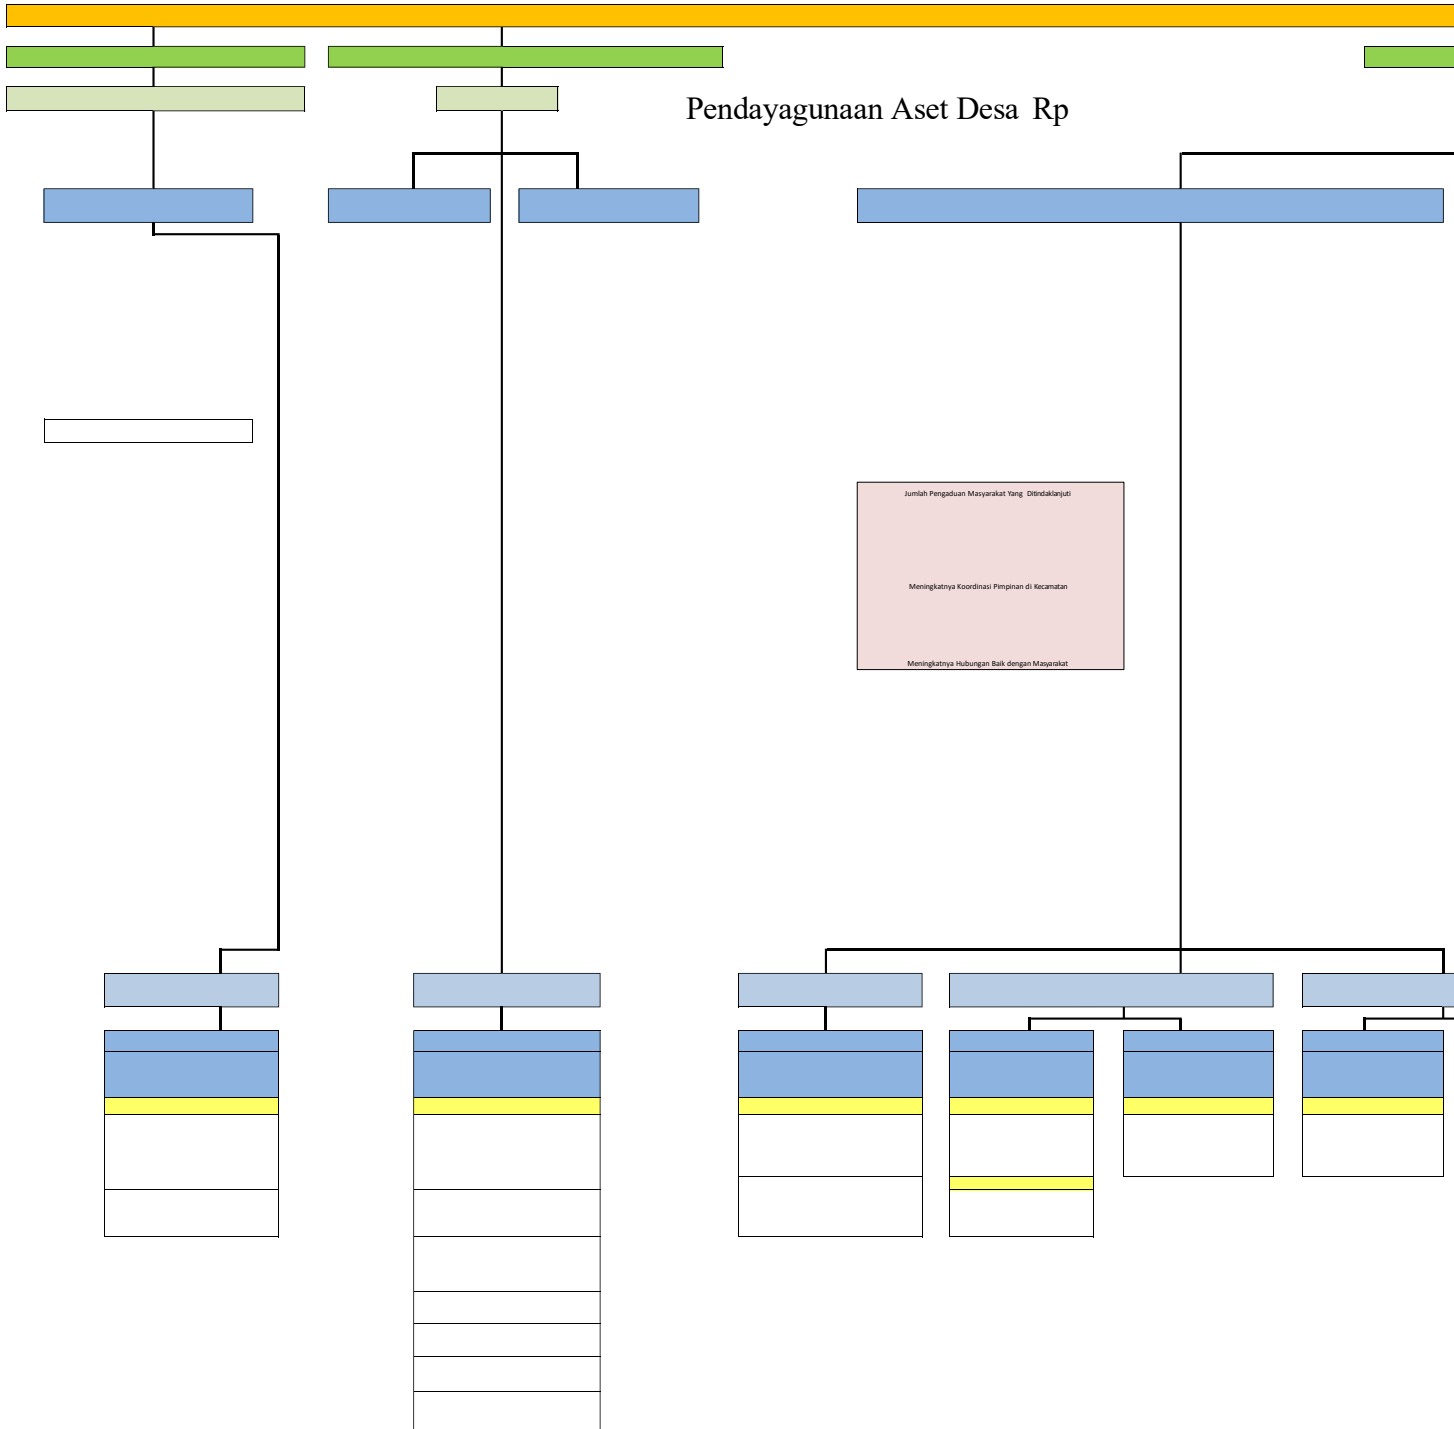 Pendayagunaan Aset Desa Rp
Jumlah Pengaduan Masyarakat Yang Ditindaklanjuti
Meningkatnya Koordinasi Pimpinan di Kecamatan
Meningkatnya Hubungan Baik dengan Masyarakat